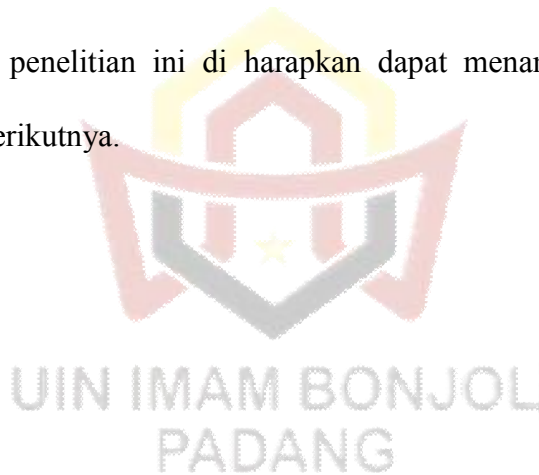 penelitian ini di harapkan dapat menar
erikutnya.
UIN IMAM BONJOL
PADANG